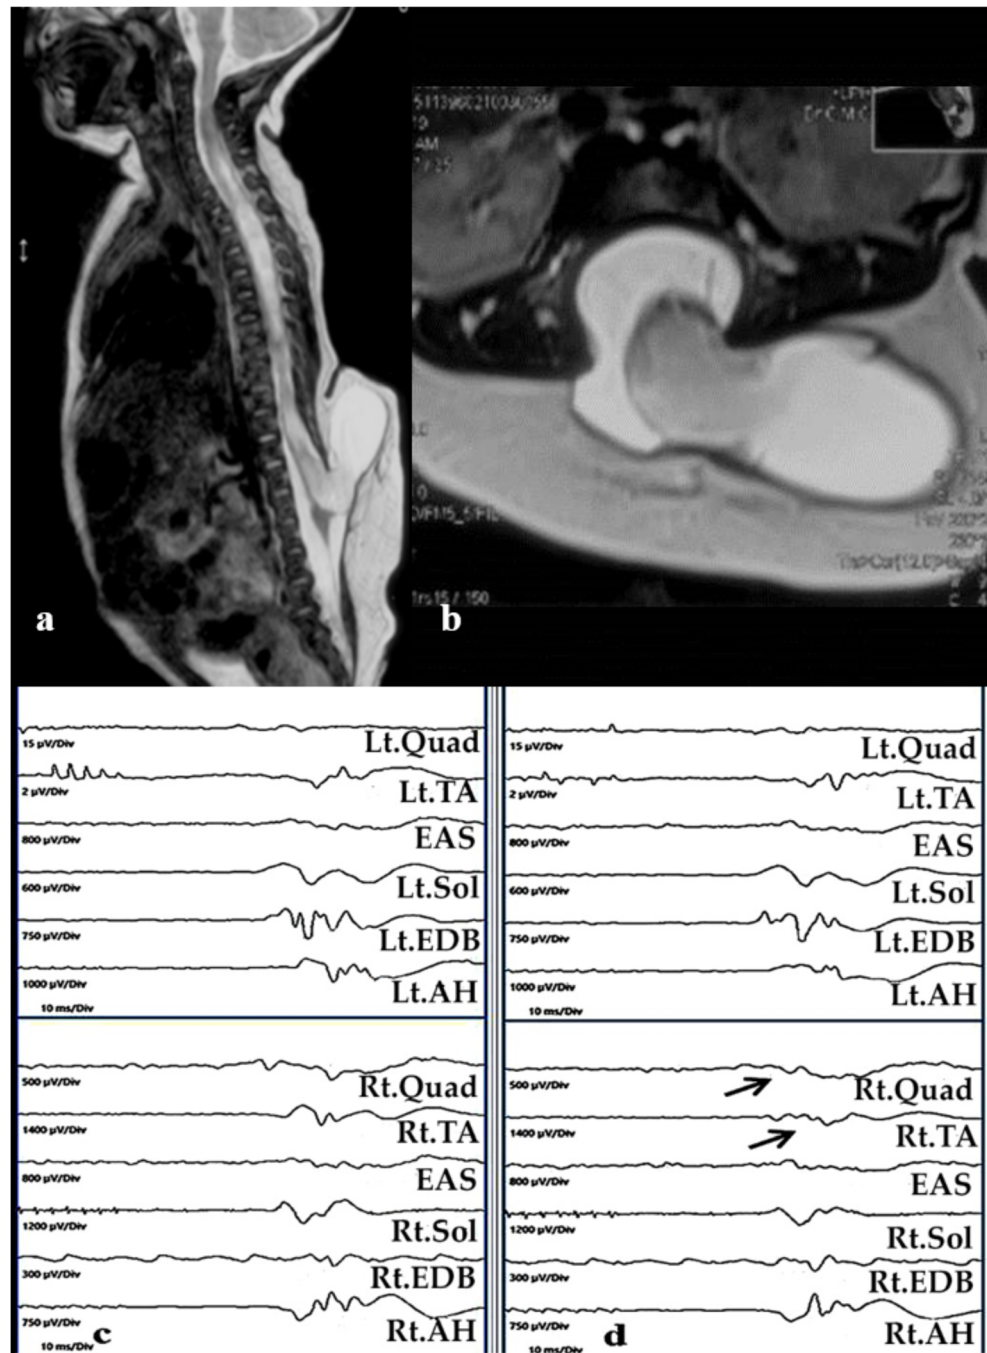 AM
a
b
15 µV/Div
Lt.Quad
2 µV/Div
Lt.TA
800 µV/Div
EAS
600 µV/Div
Lt.Sol
750 µV/Div
Lt.EDB
1000 µV/Div
Lt.AH
10 ms/Div
15 µV/Div
Lt.Quad
2 µV/Div
Lt.TA
800 µV/Div
EAS
600 µV/Div
Lt.Sol
750 µV/Div
Lt.EDB
1000 µV/Div
Lt.AH
10 ms/Div
500 µV/Div
Rt.Quad
1400 µV/Div
Rt.TA
800 µV/Div
EAS
1200 µV/Div
Rt.Sol
300 µV/Div
Rt.EDB
750 µV/Div
Rt.AH
10 ms/Div
c
500 µV/Div
Rt.Quad
1400 µV/Div
Rt.TA
800 µV/Div
EAS
1200 µV/Div
Rt.Sol
300 µV/Div
Rt.EDB
750 µV/Div
Rt.AH
10 ms/Div
d